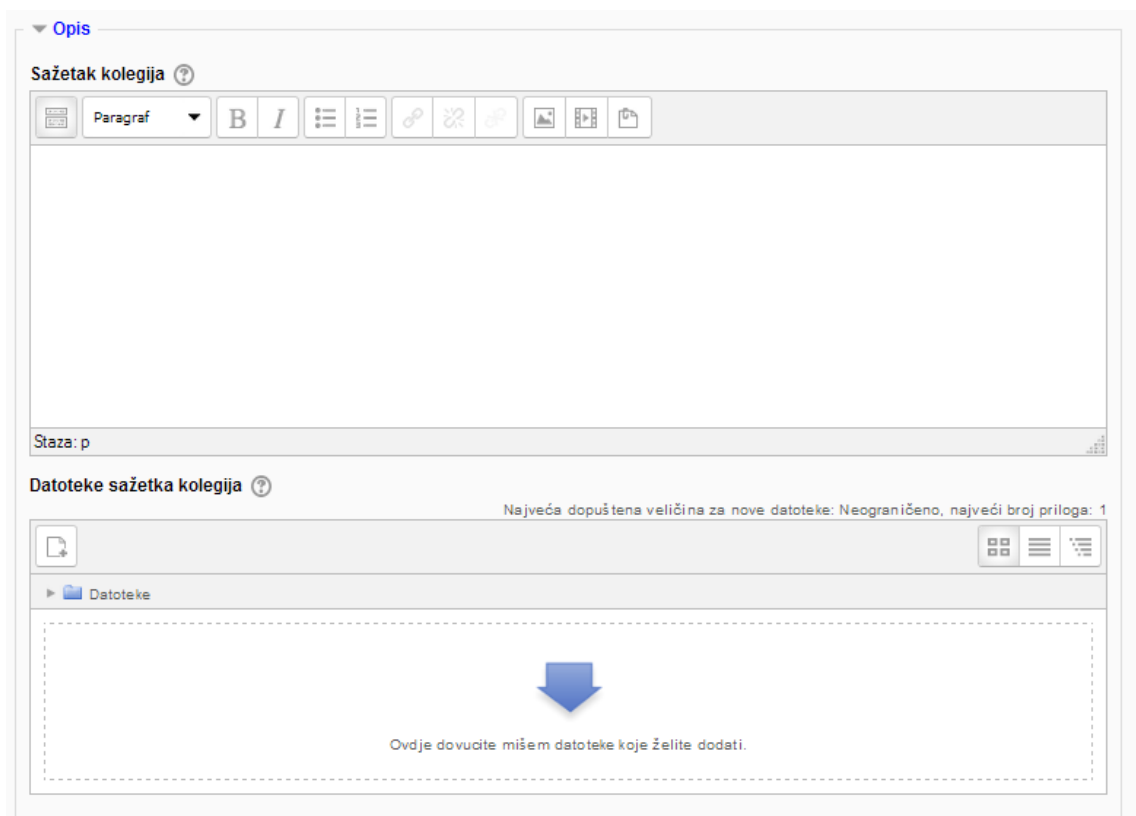 Opis
Sažetak kolegija
Paragraf B I
Staza: p
Datoteke sažetka kolegija
Najveća dopuštena veličina za nove datoteke: Neograničeno, najveći broj priloga: 1
Datoteke
Ovdje dovucite mišem datoteke koje želite dodati.